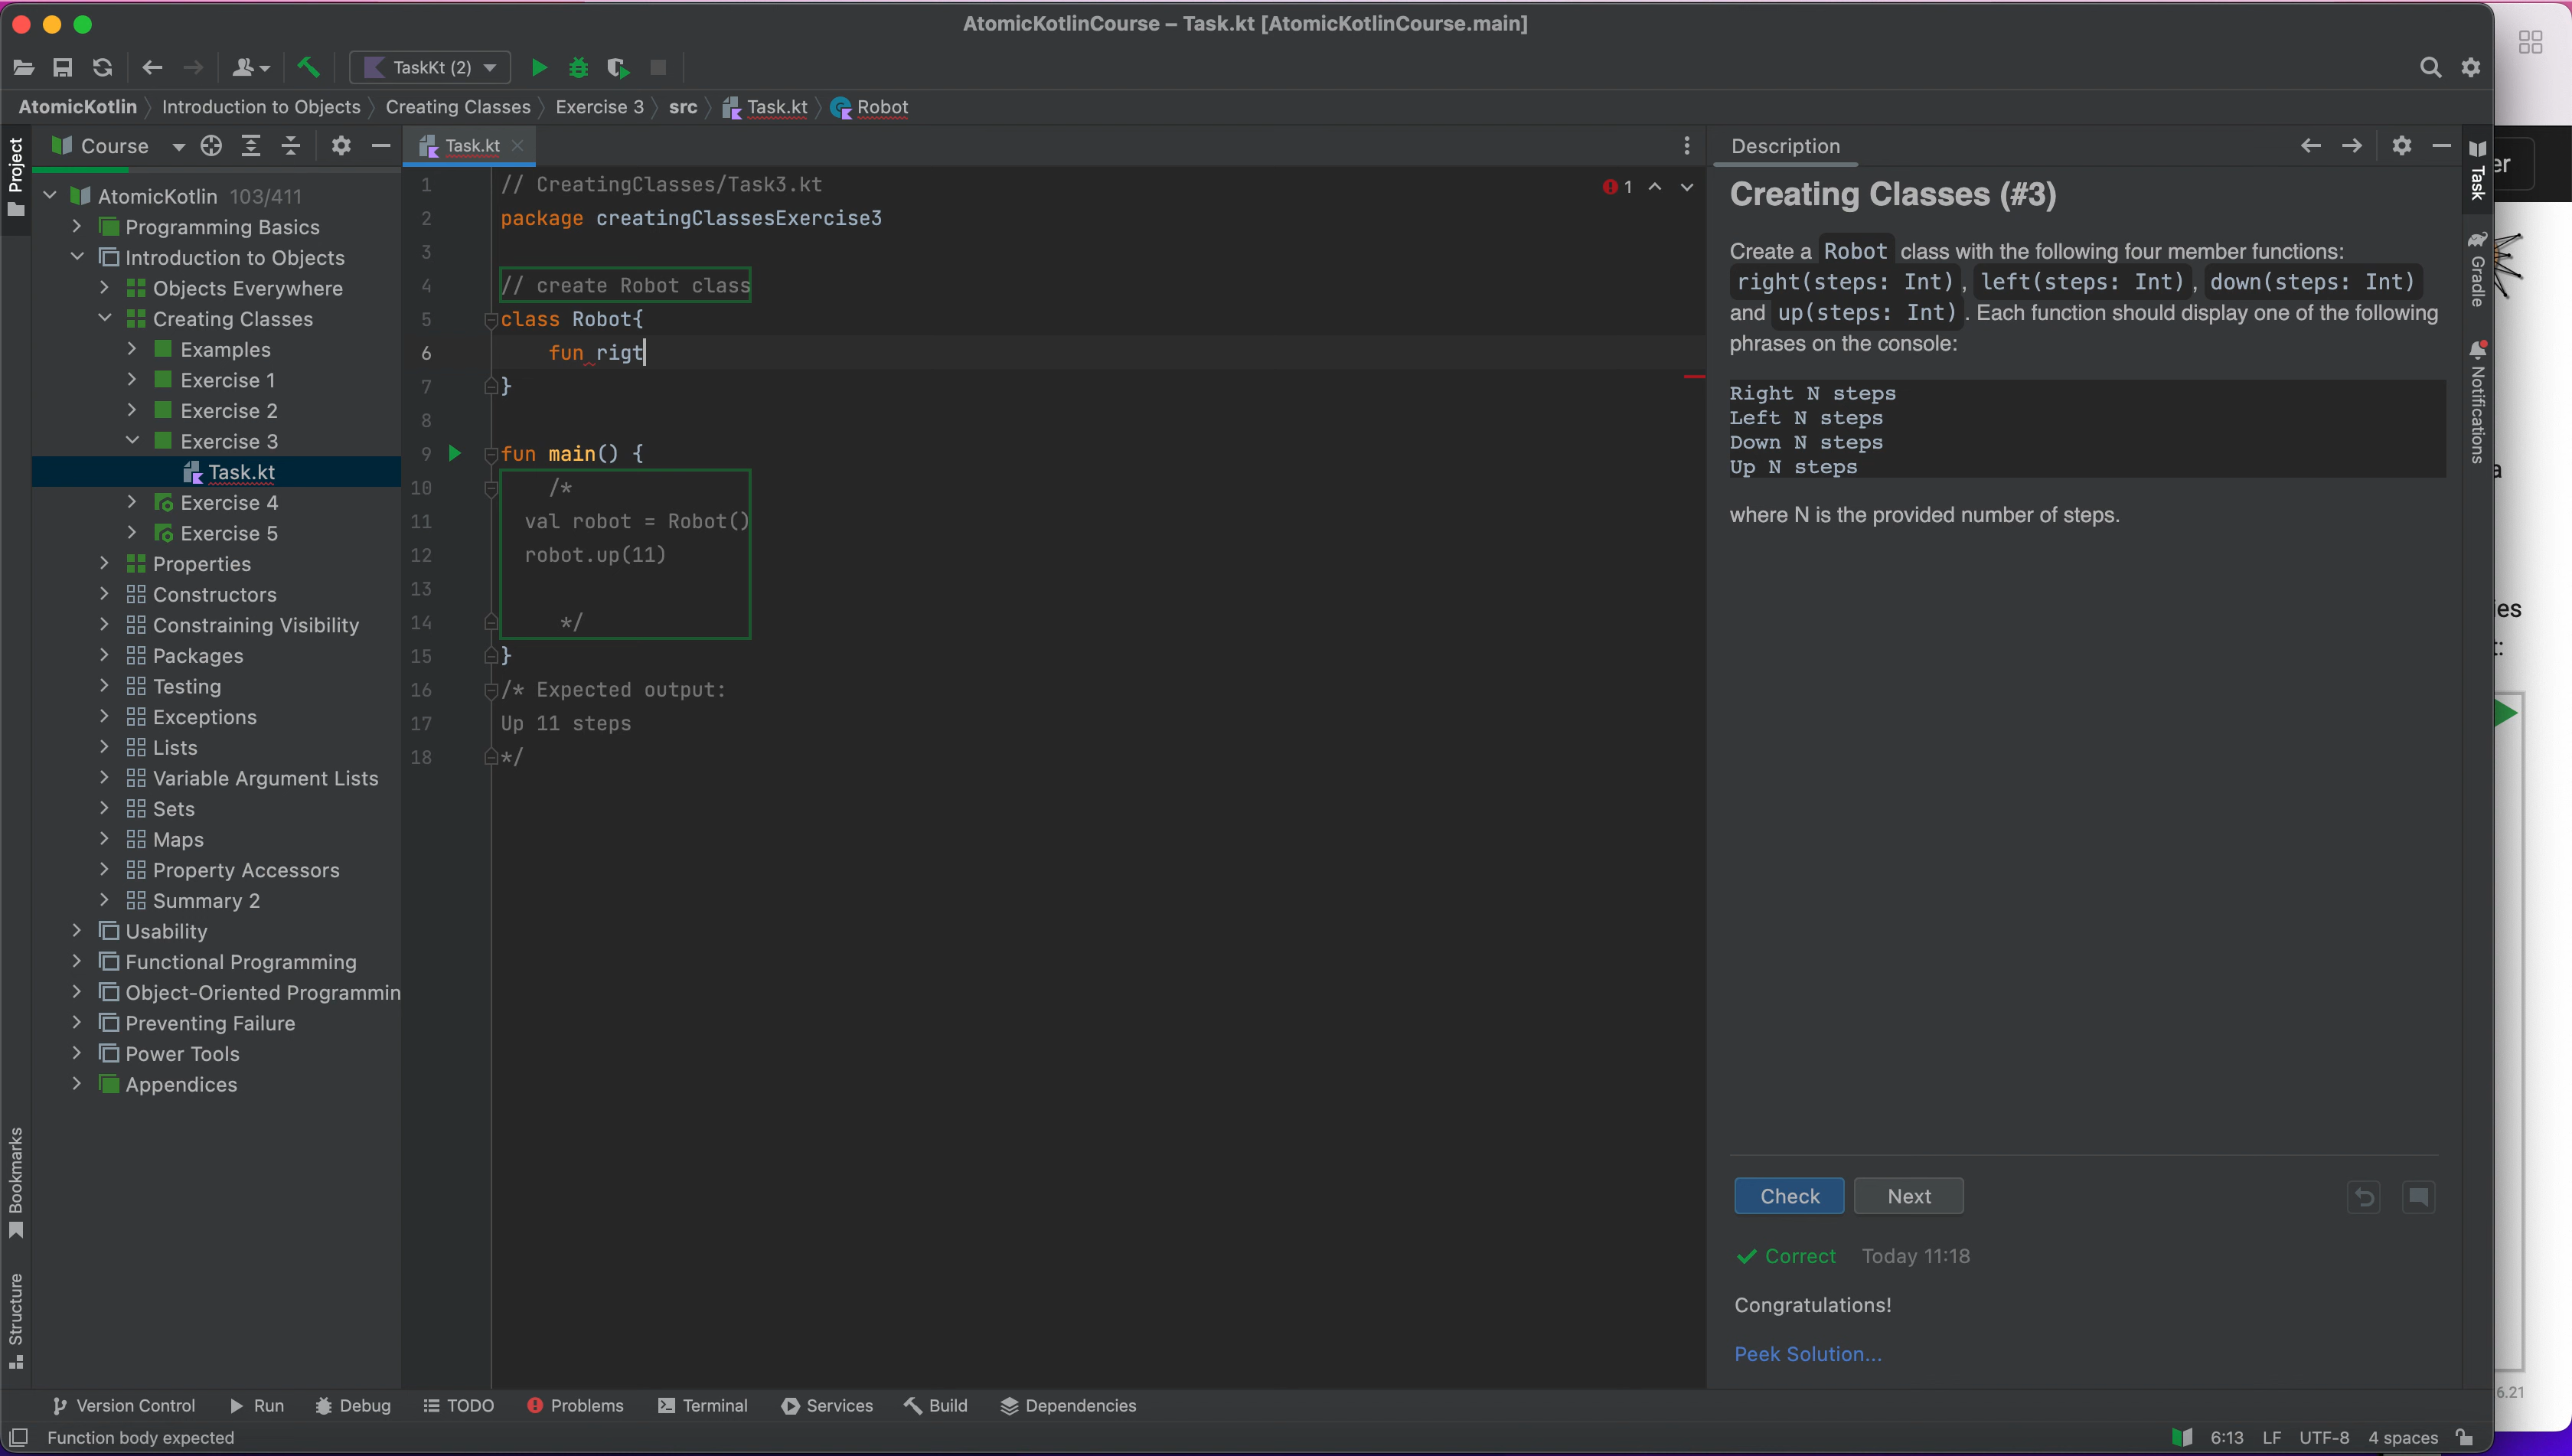 AtomicKotlinCourse – Task.kt [AtomicKotlinCourse.main]
TaskKt (2)
AtomicKotlin Introduction to Objects Creating Classes Exercise 3 src Task.kt Robot
Project
Course
AtomicKotlin 103/411
Programming Basics
Introduction to Objects
Objects Everywhere
Creating Classes
Examples
Exercise 1
Exercise 2
Exercise 3
Task.kt
Exercise 4
Exercise 5
Properties
Constructors
Constraining Visibility
Packages
Testing
Exceptions
Lists
Variable Argument Lists
Sets
Maps
Property Accessors
Summary 2
Usability
Functional Programming
Object-Oriented Programmin
Preventing Failure
Power Tools
Appendices
Bookmarks
Structure
Task.kt
1 // CreatingClasses/Task3.kt
2 package creatingClassesExercise3
3
4 // create Robot class
5 class Robot{
6 fun rigt
7 }
8
9 fun main() {
10 /*
11 val robot = Robot()
12 robot.up(11)
13
14 */
15 }
16 /* Expected output:
17 Up 11 steps
18 */
1
Description
Creating Classes (#3)
Create a Robot class with the following four member functions:
right(steps: Int), left(steps: Int), down(steps: Int)
and up(steps: Int). Each function should display one of the following
phrases on the console:
Right N steps
Left N steps
Down N steps
Up N steps
where N is the provided number of steps.
Check Next
Correct Today 11:18
Congratulations!
Peek Solution...
Task
Gradle
Notifications
er
a
ies
t:
6.21
Version Control Run Debug TODO Problems Terminal Services Build Dependencies
Function body expected
6:13 LF UTF-8 4 spaces